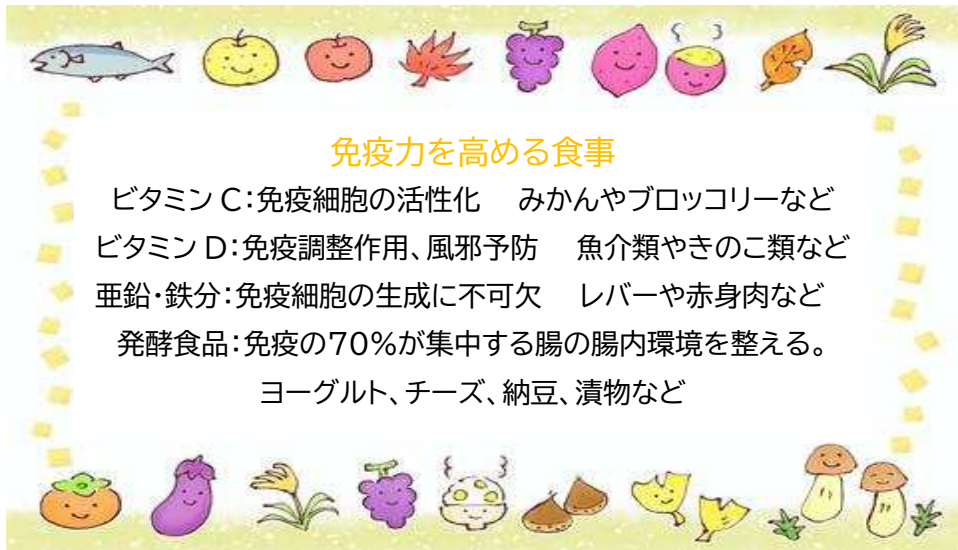 免疫力を高める食事
ビタミンC:免疫細胞の活性化　みかんやブロッコリーなど
ビタミンD:免疫調整作用、風邪予防　魚介類やきのこ類など
亜鉛・鉄分:免疫細胞の生成に不可欠　レバーや赤身肉など
発酵食品:免疫の70%が集中する腸の腸内環境を整える。
ヨーグルト、チーズ、納豆、漬物など